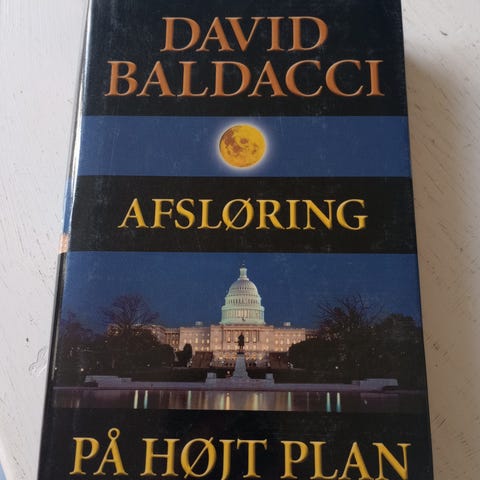 DAVID
BALDACCI
AFSLØRING
PÅ HØJT PLAN